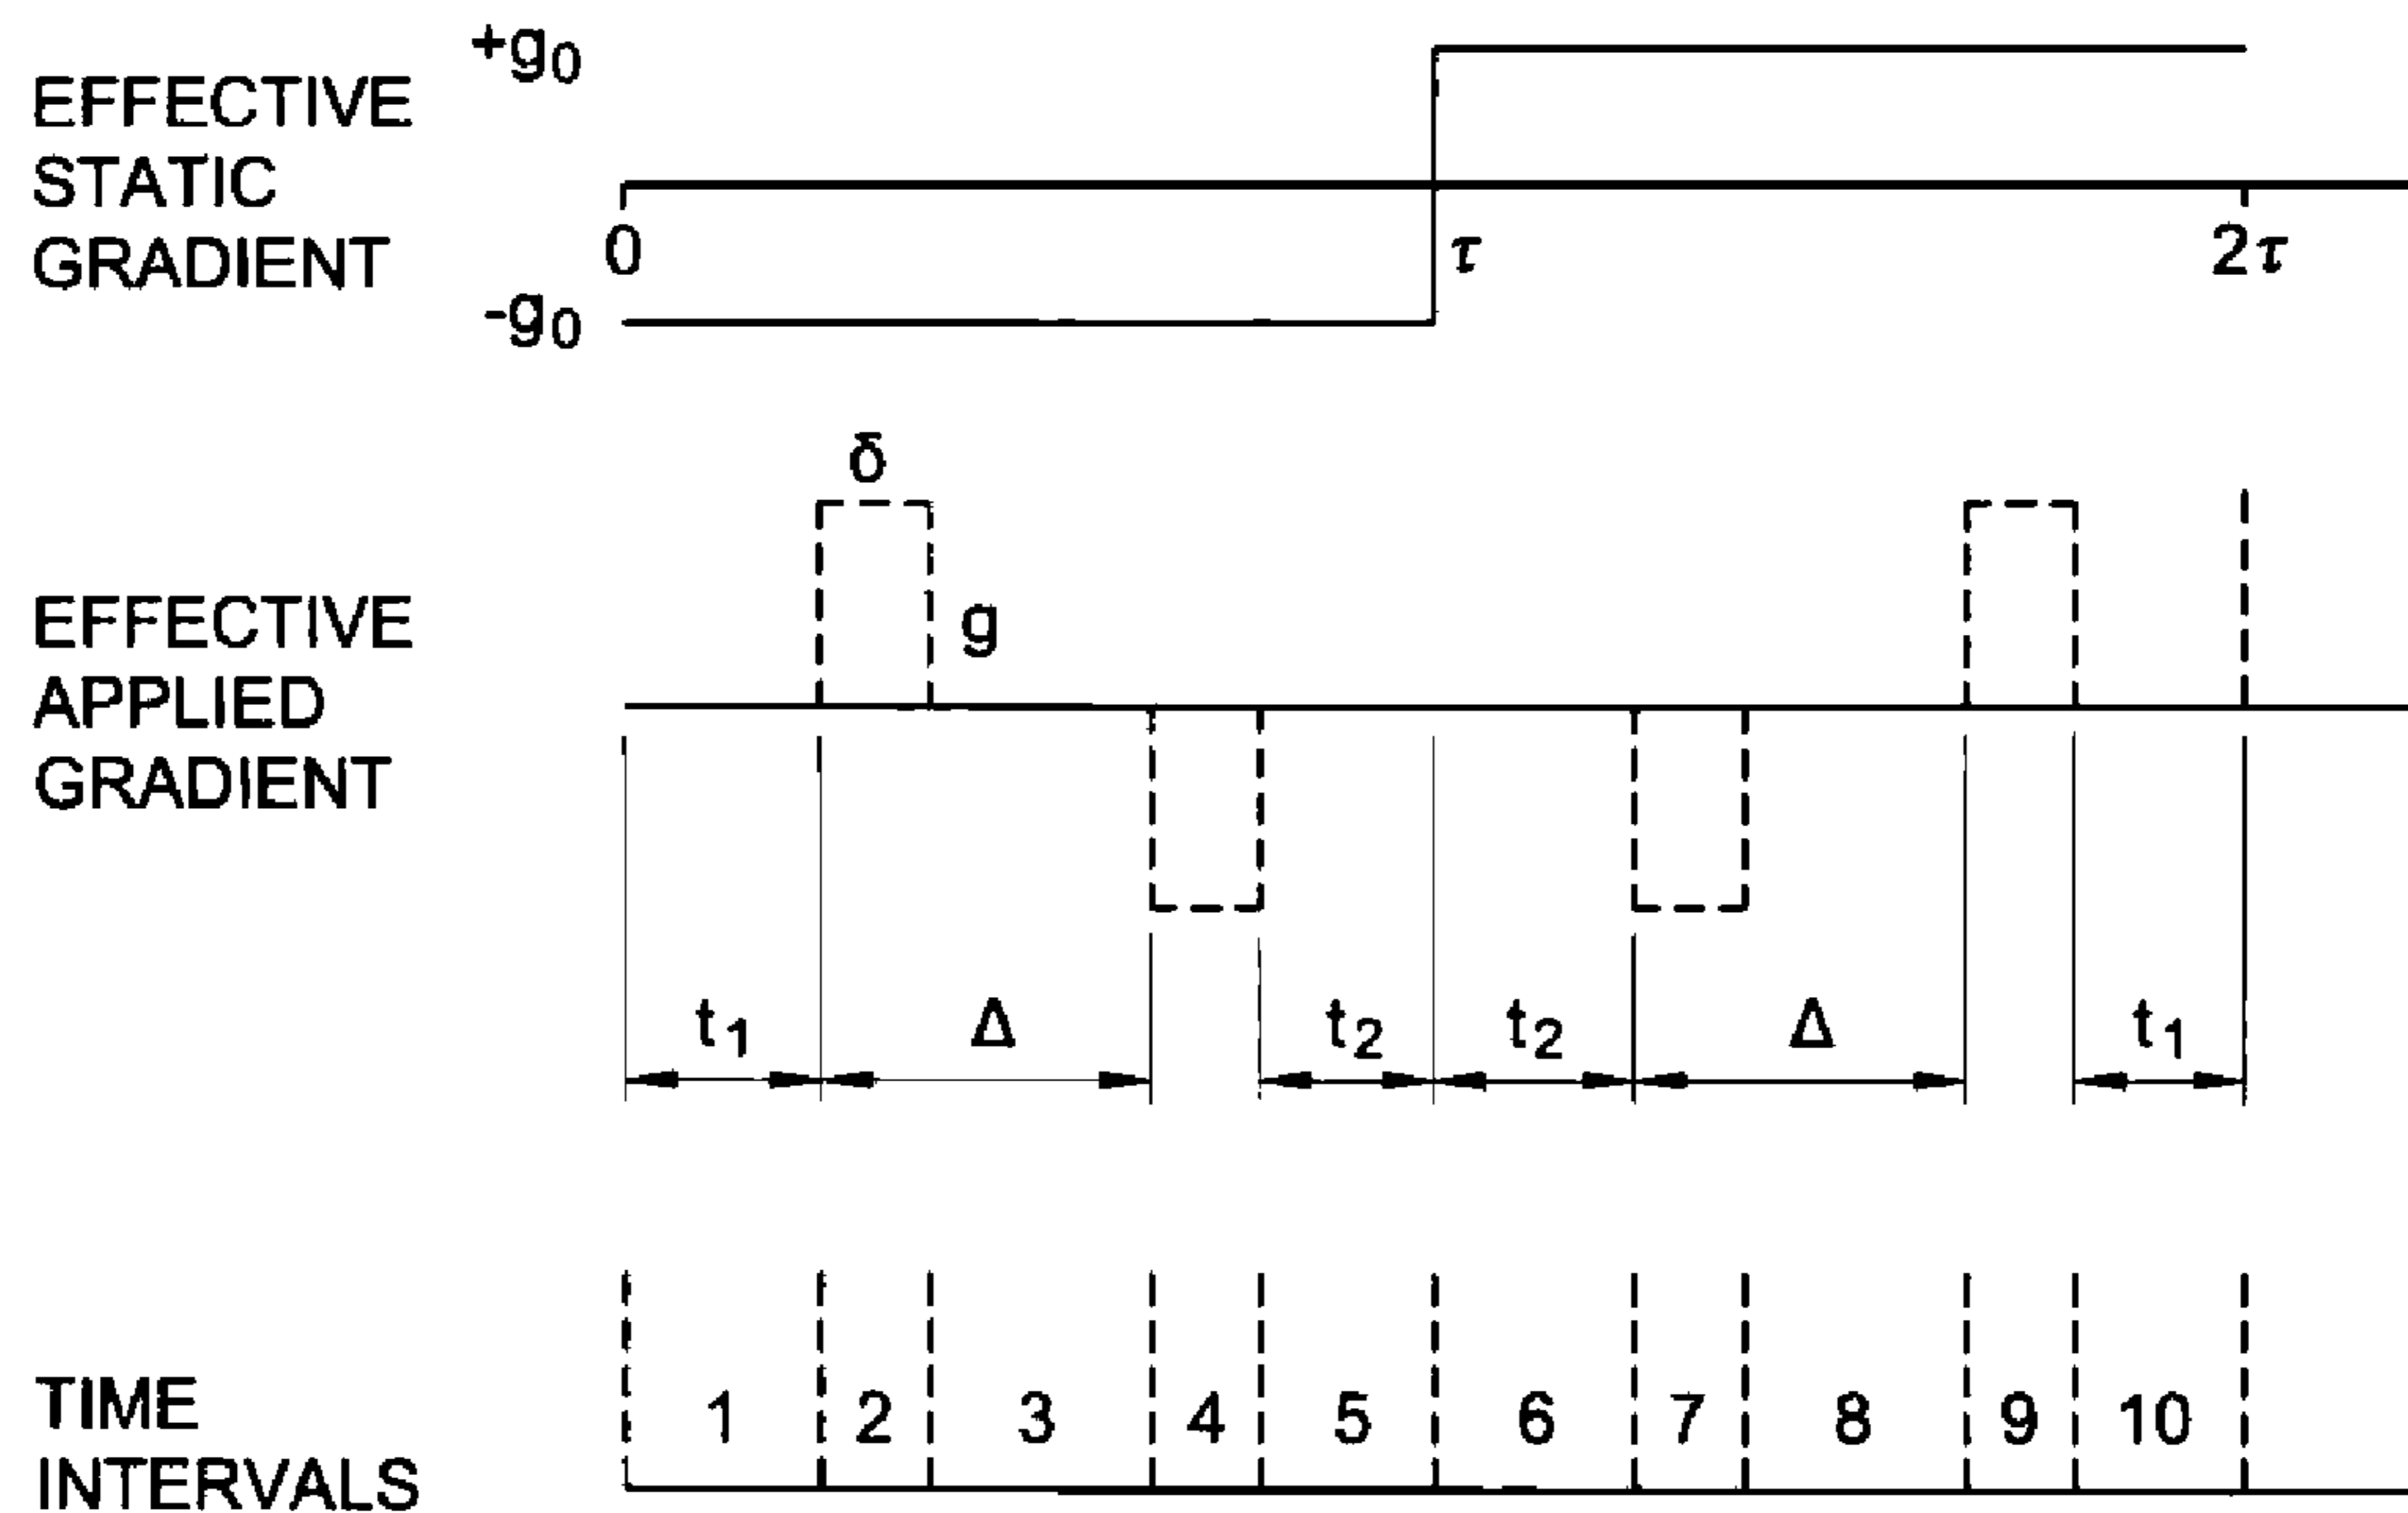 +g0
EFFECTIVE
STATIC
GRADIENT
0
τ
2τ
-g0
δ
g
EFFECTIVE
APPLIED
GRADIENT
t1 Δ t2 t2 Δ t1
TIME
INTERVALS
1 2 3 4 5 6 7 8 9 10